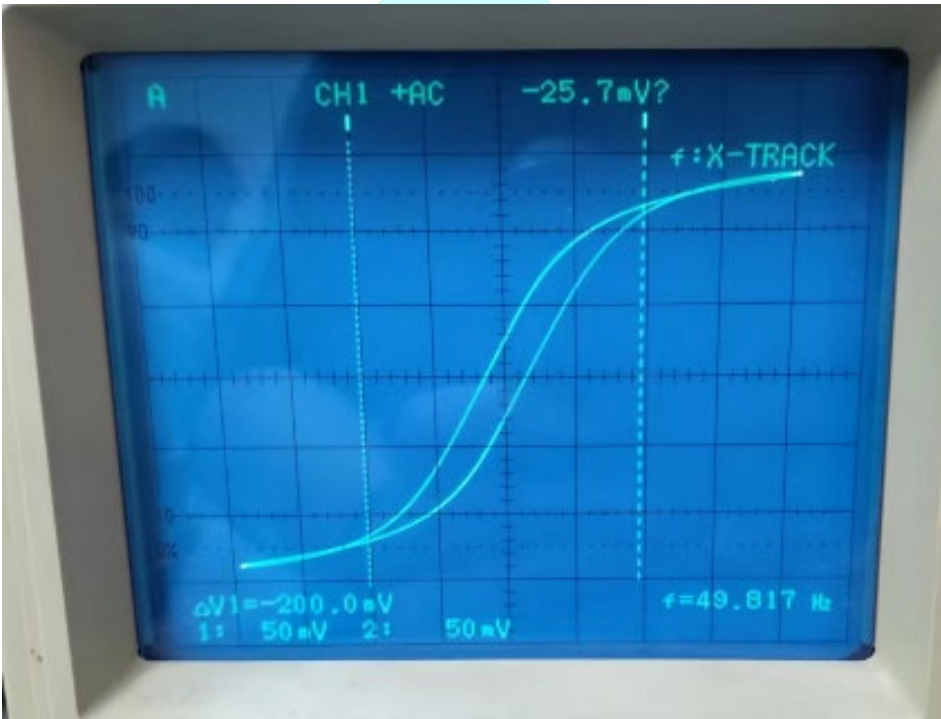 A CH1 +AC -25.7mV?
f:X-TRACK
100
90
0%
ΔV1=-200.0mV f=49.817 Hz
1: 50mV 2: 50mV